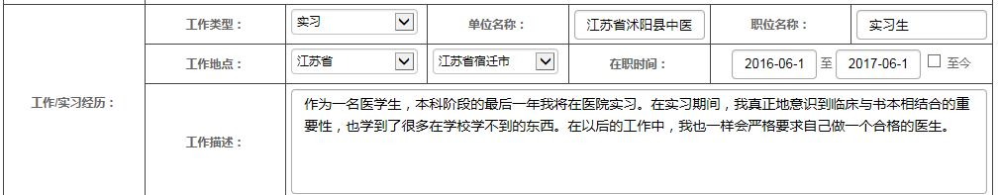 工作类型： 实习 单位名称： 江苏省沭阳县中医 职位名称： 实习生
工作地点： 江苏省 江苏省宿迁市 在职时间： 2016-06-1 至 2017-06-1 至今
工作/实习经历：
工作描述：
作为一名医学生，本科阶段的最后一年我将在医院实习。在实习期间，我真正地意识到临床与书本相结合的重
要性，也学到了很多在学校学不到的东西。在以后的工作中，我也一样会严格要求自己做一个合格的医生。